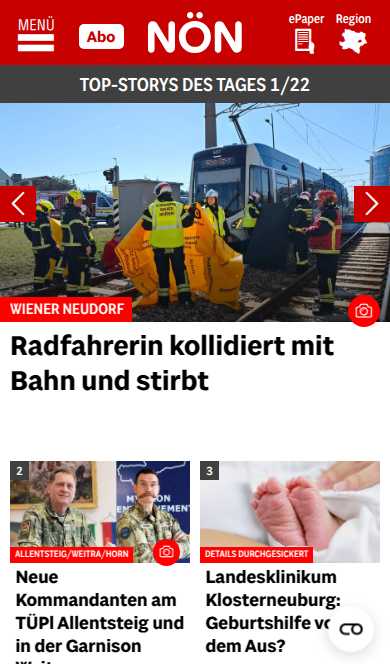 MENÜ
Abo
NÖN
ePaper
Region
TOP-STORYS DES TAGES 1/22
WIENER NEUDORF
Radfahrerin kollidiert mit
Bahn und stirbt
2
ALLENTSTEIG/WEITRA/HORN
Neue
Kommandanten am
TÜPl Allentsteig und
in der Garnison
3
DETAILS DURCHGESICKERT
Landesklinikum
Klosterneuburg:
Geburtshilfe
dem Aus?